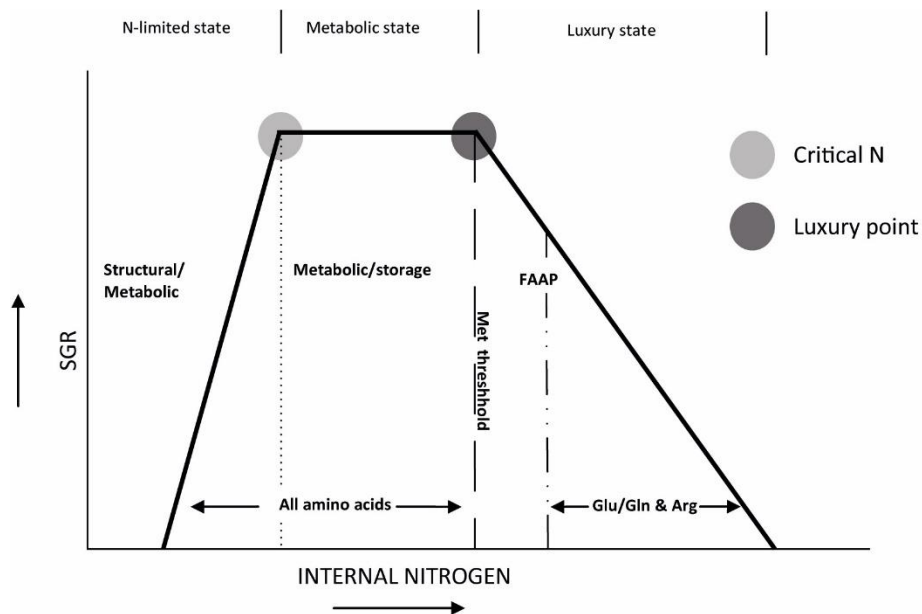 N-limited state
Metabolic state
Luxury state
Critical N
Luxury point
Structural/
Metabolic
Metabolic/storage
FAAP
Met threshhold
SGR
All amino acids
Glu/Gln & Arg
INTERNAL NITROGEN